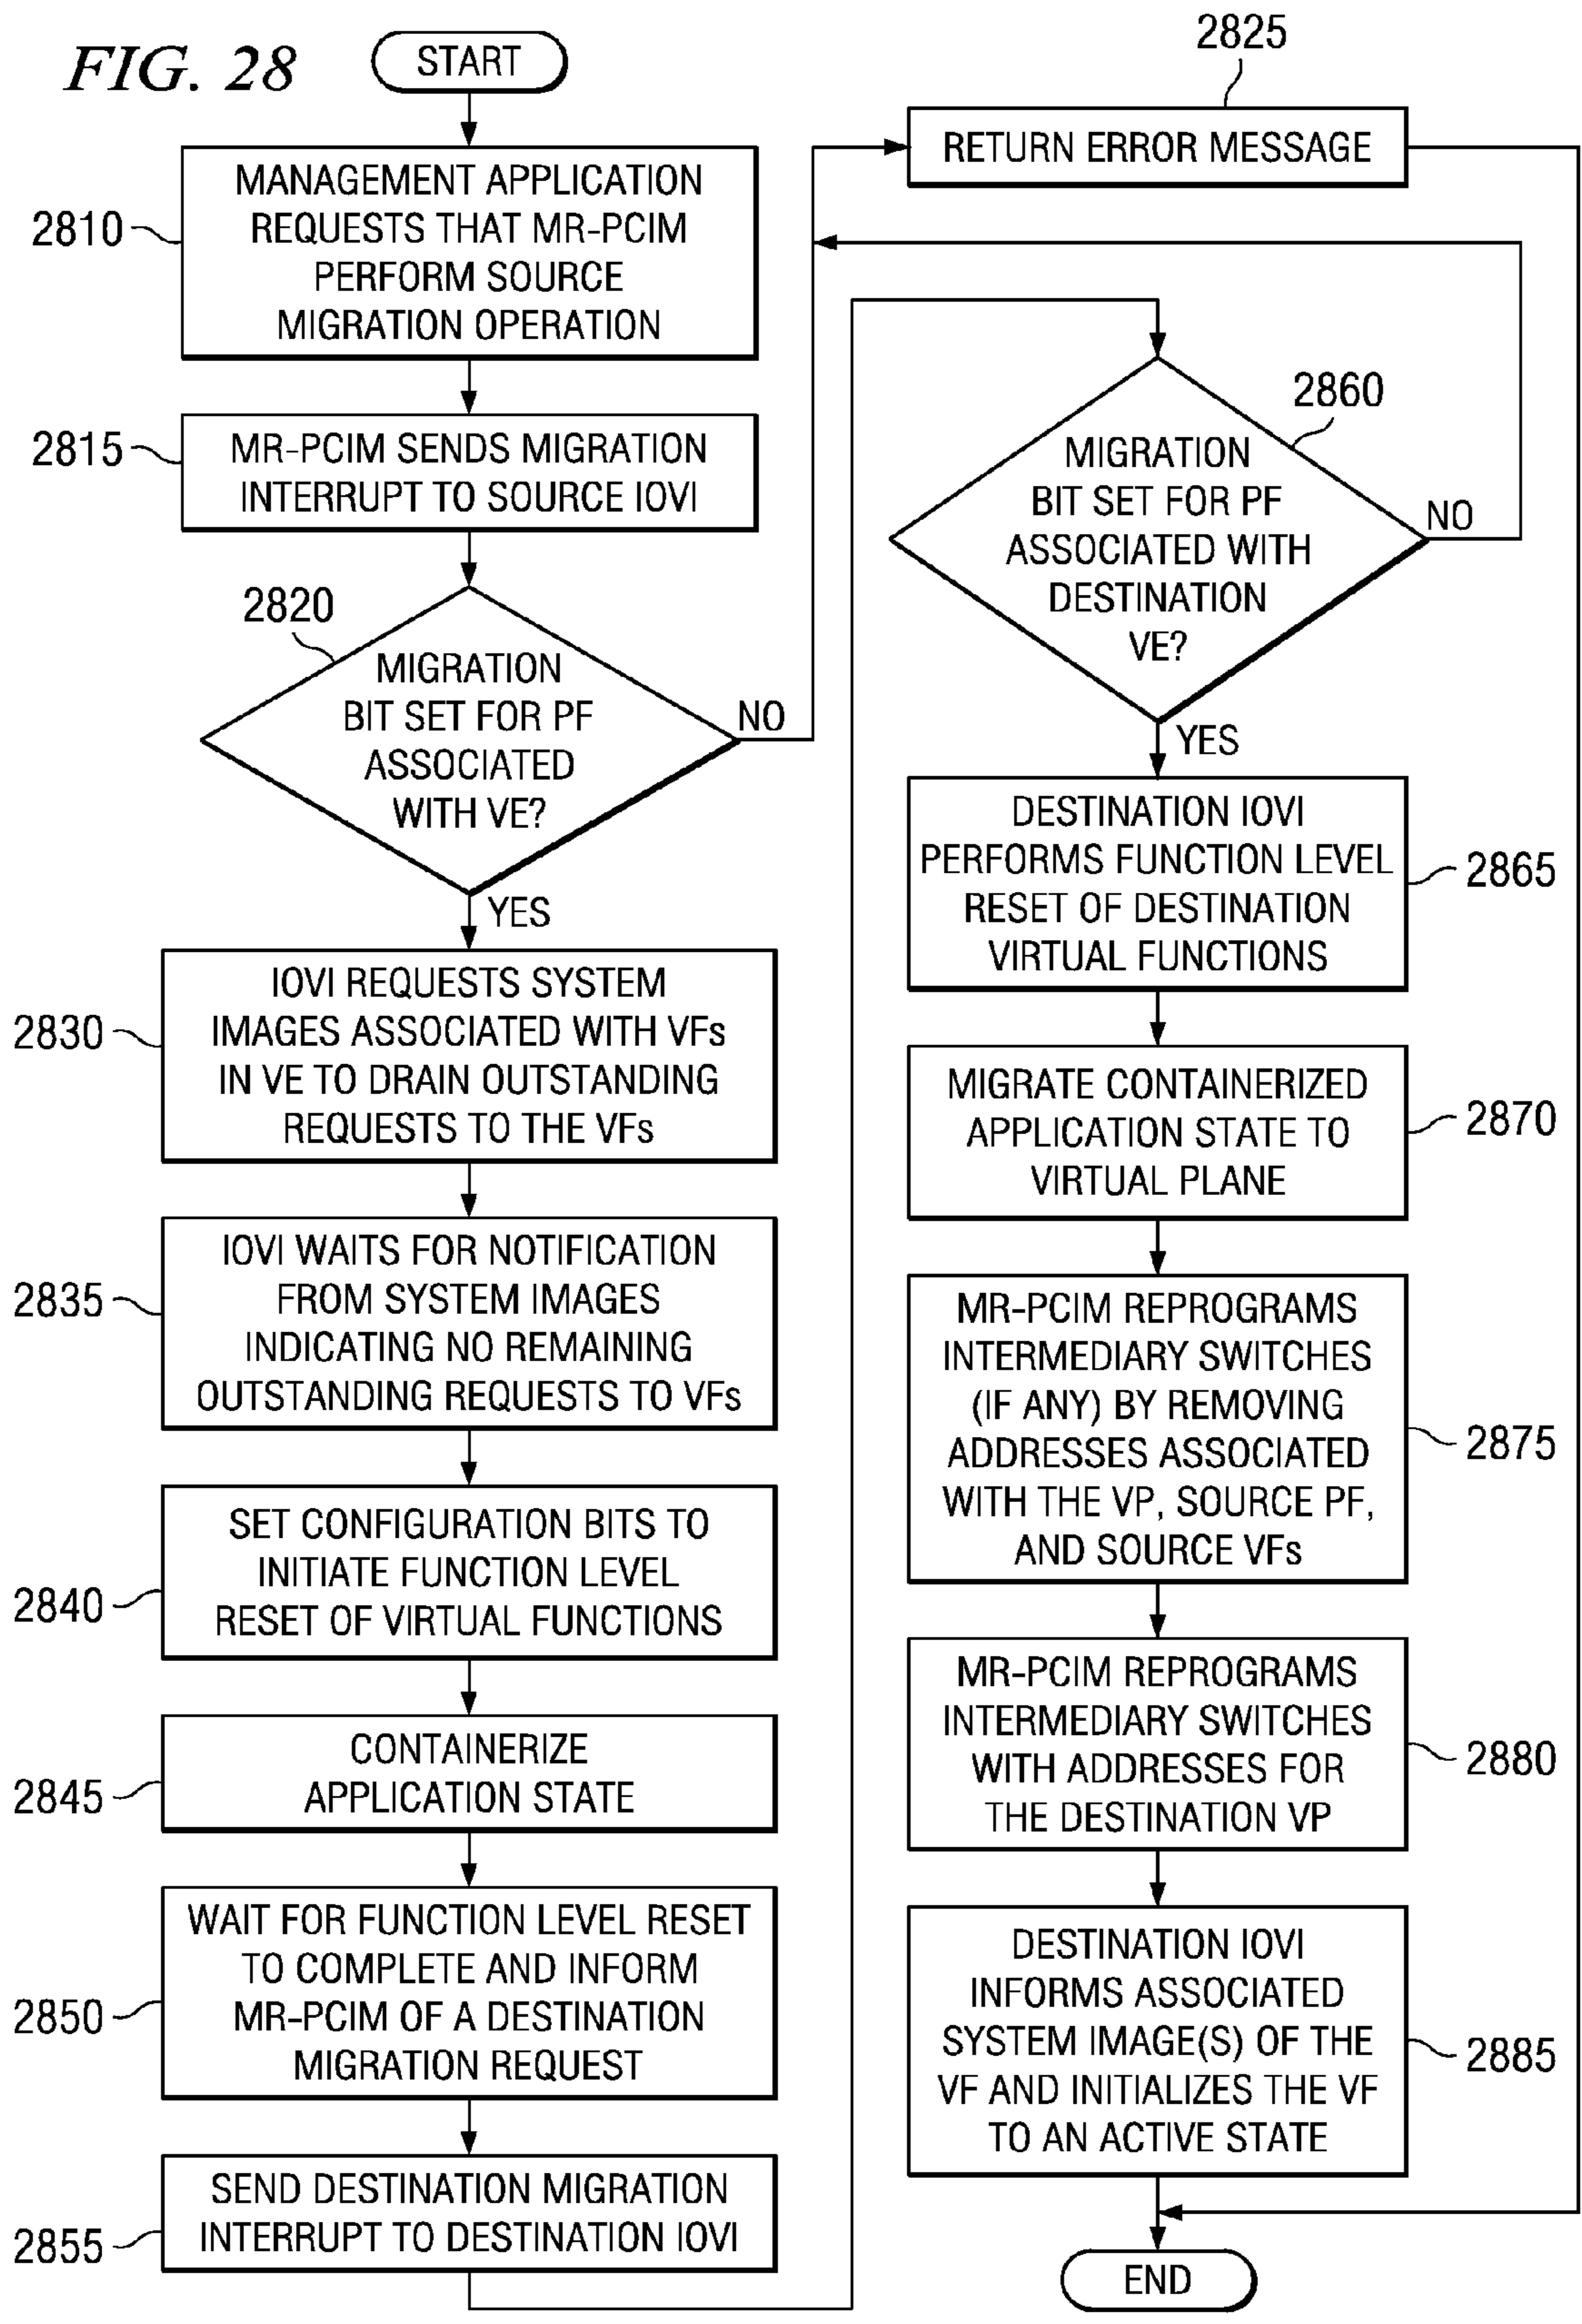 FIG. 28
START
2810
MANAGEMENT APPLICATION
REQUESTS THAT MR-PCIM
PERFORM SOURCE
MIGRATION OPERATION
2815
MR-PCIM SENDS MIGRATION
INTERRUPT TO SOURCE IOVI
2820
MIGRATION
BIT SET FOR PF
ASSOCIATED
WITH VE?
NO
YES
2830
IOVI REQUESTS SYSTEM
IMAGES ASSOCIATED WITH VFs
IN VE TO DRAIN OUTSTANDING
REQUESTS TO THE VFs
2835
IOVI WAITS FOR NOTIFICATION
FROM SYSTEM IMAGES
INDICATING NO REMAINING
OUTSTANDING REQUESTS TO VFs
2840
SET CONFIGURATION BITS TO
INITIATE FUNCTION LEVEL
RESET OF VIRTUAL FUNCTIONS
2845
CONTAINERIZE
APPLICATION STATE
2850
WAIT FOR FUNCTION LEVEL RESET
TO COMPLETE AND INFORM
MR-PCIM OF A DESTINATION
MIGRATION REQUEST
2855
SEND DESTINATION MIGRATION
INTERRUPT TO DESTINATION IOVI
2825
RETURN ERROR MESSAGE
2860
MIGRATION
BIT SET FOR PF
ASSOCIATED WITH
DESTINATION
VE?
NO
YES
DESTINATION IOVI
PERFORMS FUNCTION LEVEL
RESET OF DESTINATION
VIRTUAL FUNCTIONS
2865
MIGRATE CONTAINERIZED
APPLICATION STATE TO
VIRTUAL PLANE
2870
MR-PCIM REPROGRAMS
INTERMEDIARY SWITCHES
(IF ANY) BY REMOVING
ADDRESSES ASSOCIATED
WITH THE VP, SOURCE PF,
AND SOURCE VFs
2875
MR-PCIM REPROGRAMS
INTERMEDIARY SWITCHES
WITH ADDRESSES FOR
THE DESTINATION VP
2880
DESTINATION IOVI
INFORMS ASSOCIATED
SYSTEM IMAGE(S) OF THE
VF AND INITIALIZES THE VF
TO AN ACTIVE STATE
2885
END